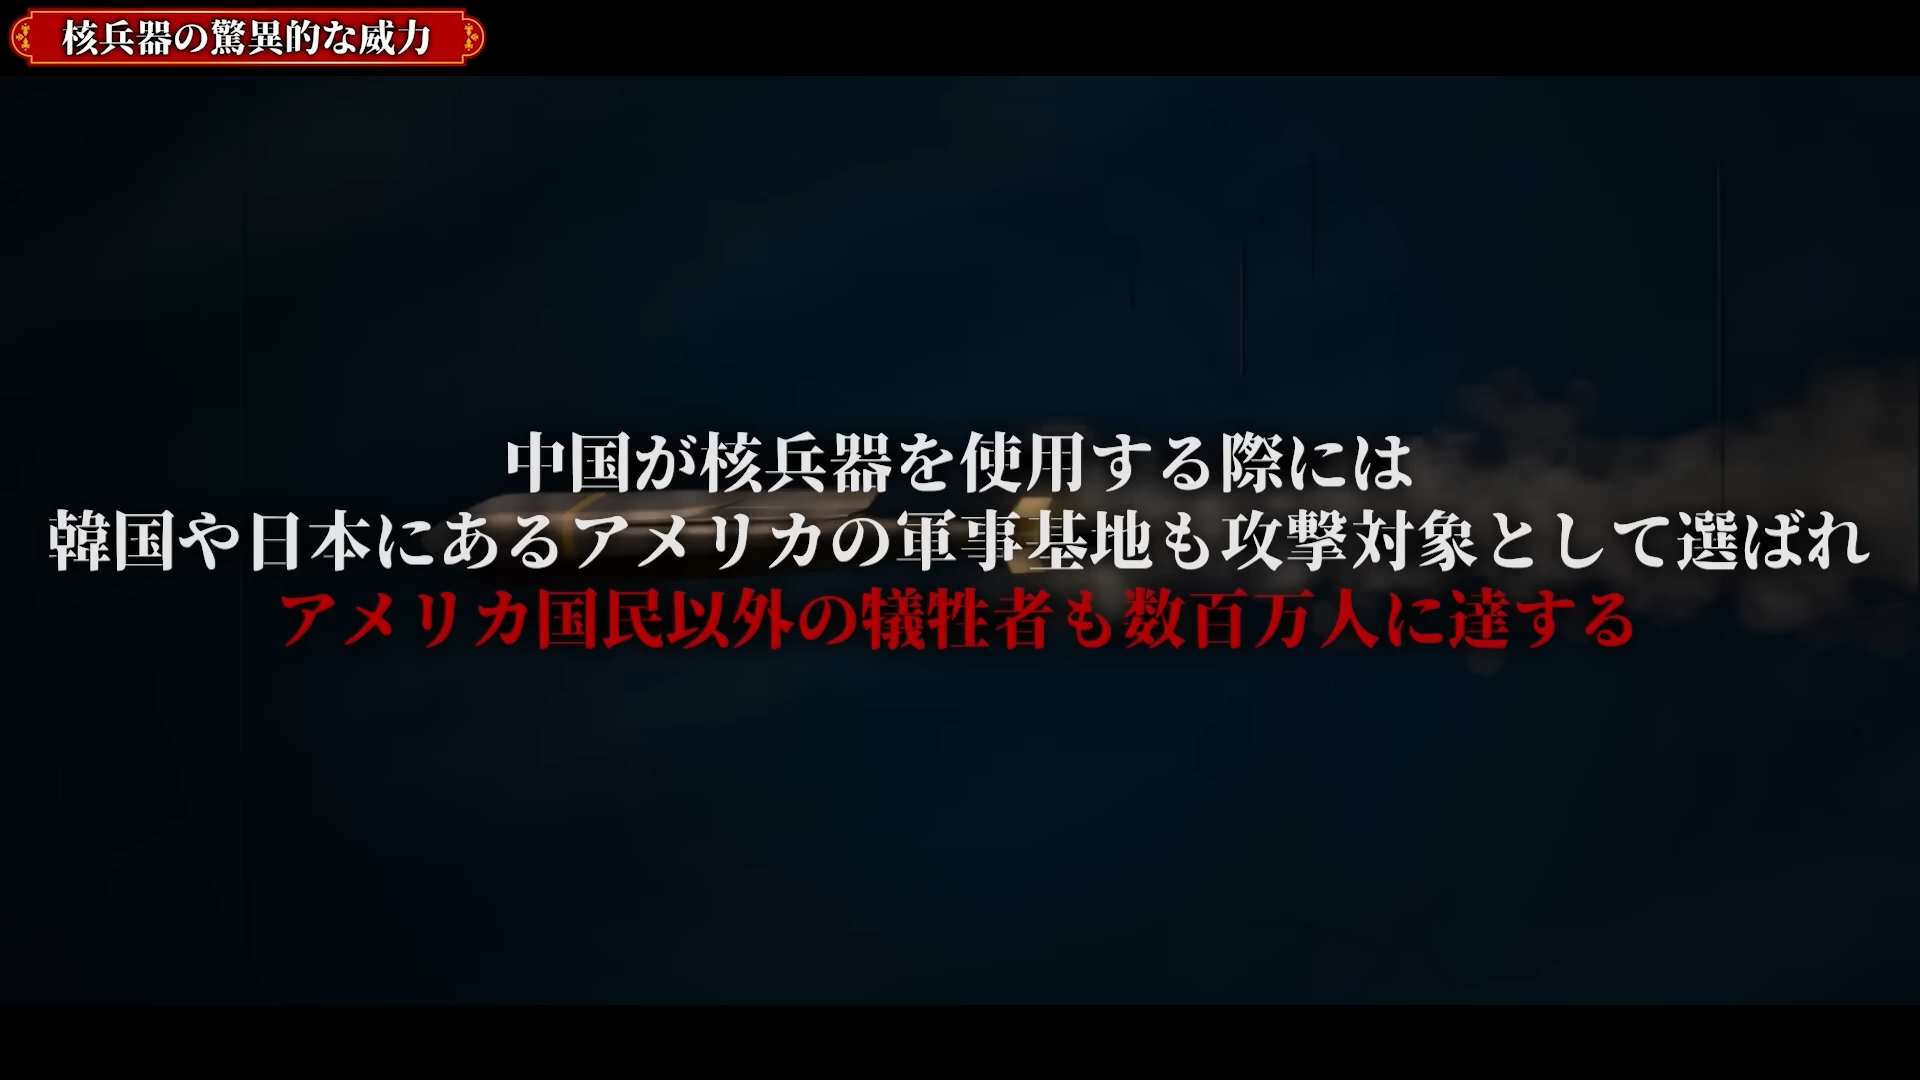 核兵器の驚異的な威力
中国が核兵器を使用する際には
韓国や日本にあるアメリカの軍事基地も攻撃対象として選ばれ
アメリカ国民以外の犠牲者も数百万人に達する